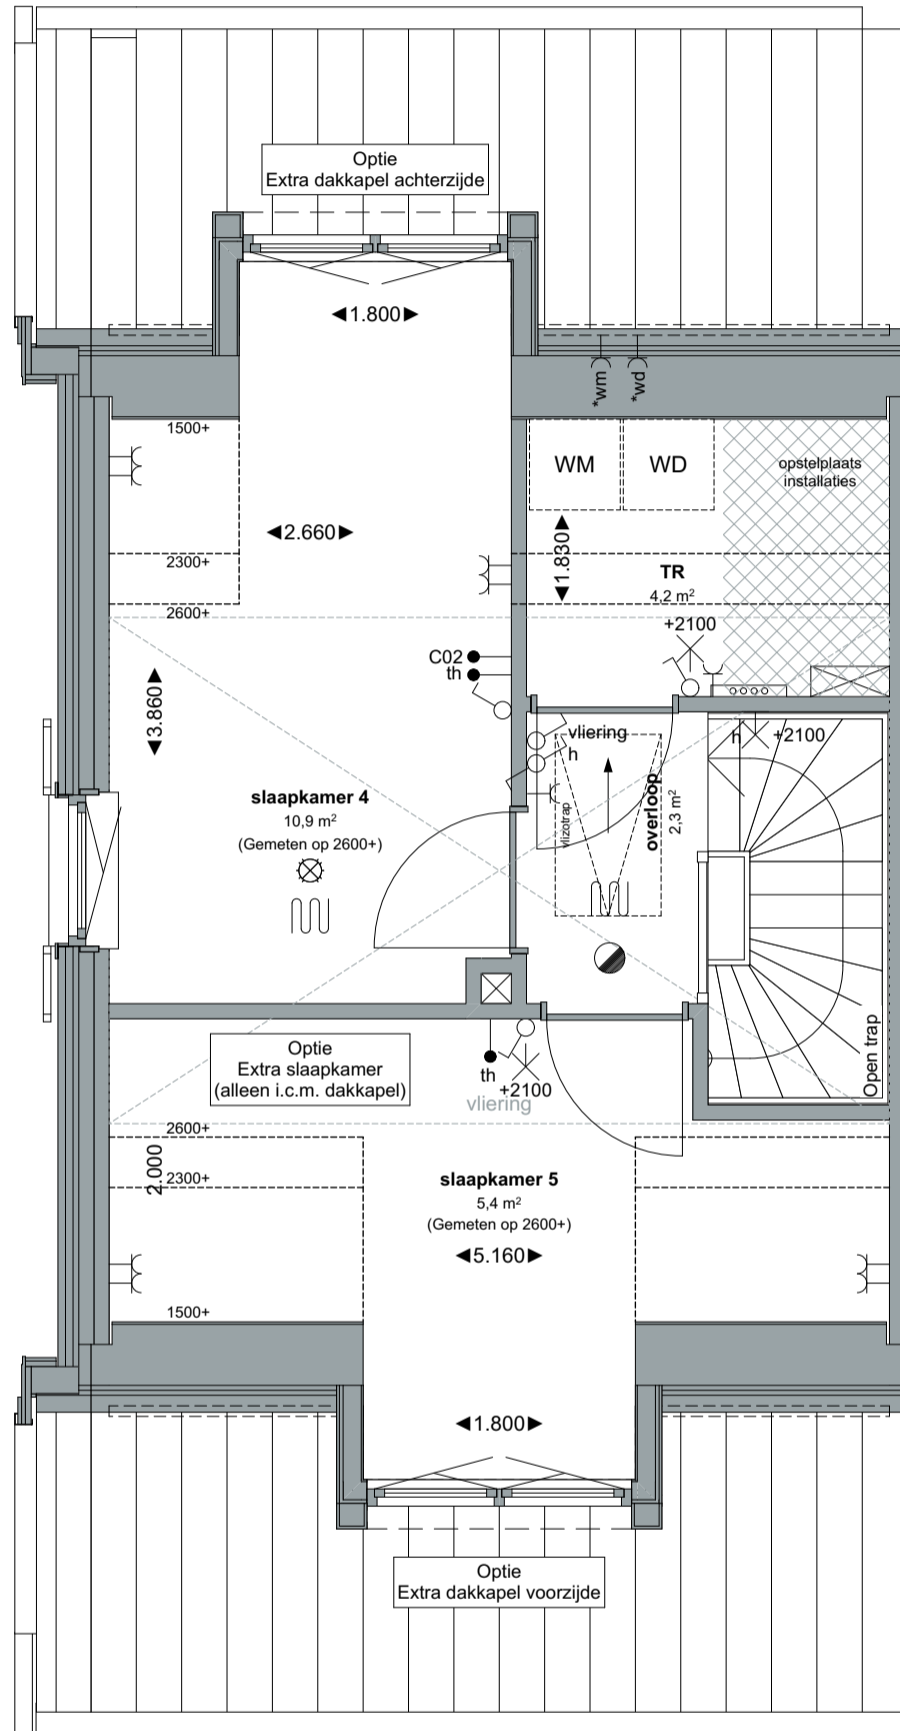 Optie
Extra dakkapel achterzijde
1.800
*wm
*wd
1500+
WM
WD
opstelplaats
installaties
2.660
1.830
2300+
TR
4,2 m²
2600+
+2100
C02
th
3.860
vliering
h
h
+2100
slaapkamer 4
10,9 m²
(Gemeten op 2600+)
vlizotrap
overloop
2,3 m²
Open trap
Optie
Extra slaapkamer
(alleen i.c.m. dakkapel)
th
+2100
vliering
2600+
2.000
2300+
slaapkamer 5
5,4 m²
(Gemeten op 2600+)
5.160
1500+
1.800
Optie
Extra dakkapel voorzijde